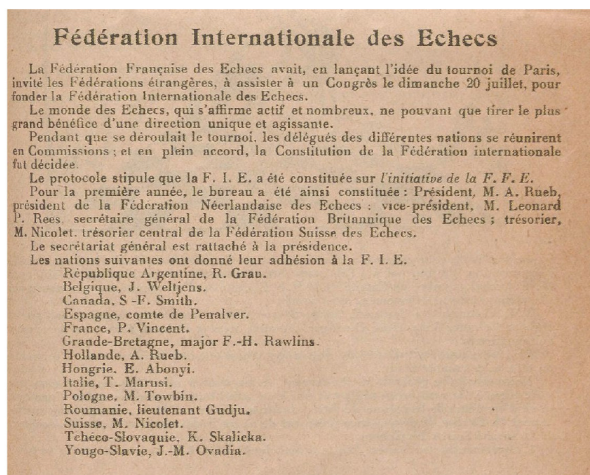 Fédération Internationale des Echecs
La Fédération Française des Echecs avait, en lançant l'idée du tournoi de Paris,
invité les Fédérations étrangères, à assister à un Congrès le dimanche 20 juillet, pour
fonder la Fédération Internationale des Echecs.
Le monde des Echecs, qui s'affirme actif et nombreux, ne pouvant que tirer le plus
grand bénéfice d'une direction unique et agissante.
Pendant que se déroulait le tournoi, les délégués des différentes nations se réunirent
en Commissions ; et en plein accord, la Constitution de la Fédération internationale
fut décidée.
Le protocole stipule que la F. I. E. a été constituée sur l'initiative de la F. F. E.
Pour la première année, le bureau a été ainsi constituée : Président, M. A. Rueb,
président de la Fédération Néerlandaise des Echecs ; vice-président, M. Leonard
P. Rees, secrétaire général de la Fédération Britannique des Echecs ; trésorier,
M. Nicolet, trésorier central de la Fédération Suisse des Echecs.
Le secrétariat général est rattaché à la présidence.
Les nations suivantes ont donné leur adhésion à la F. I. E.
République Argentine, R. Grau.
Belgique, J. Weltjens.
Canada, S.-F. Smith.
Espagne, comte de Penalver.
France, P. Vincent.
Grande-Bretagne, major F.-H. Rawlins.
Hollande, A. Rueb.
Hongrie, E. Abonyi.
Italie, T. Marusi.
Pologne, M. Towbin.
Roumanie, lieutenant Gudju.
Suisse, M. Nicolet.
Tchéco-Slovaquie, K. Skalicka.
Yougo-Slavie, J.-M. Ovadia.